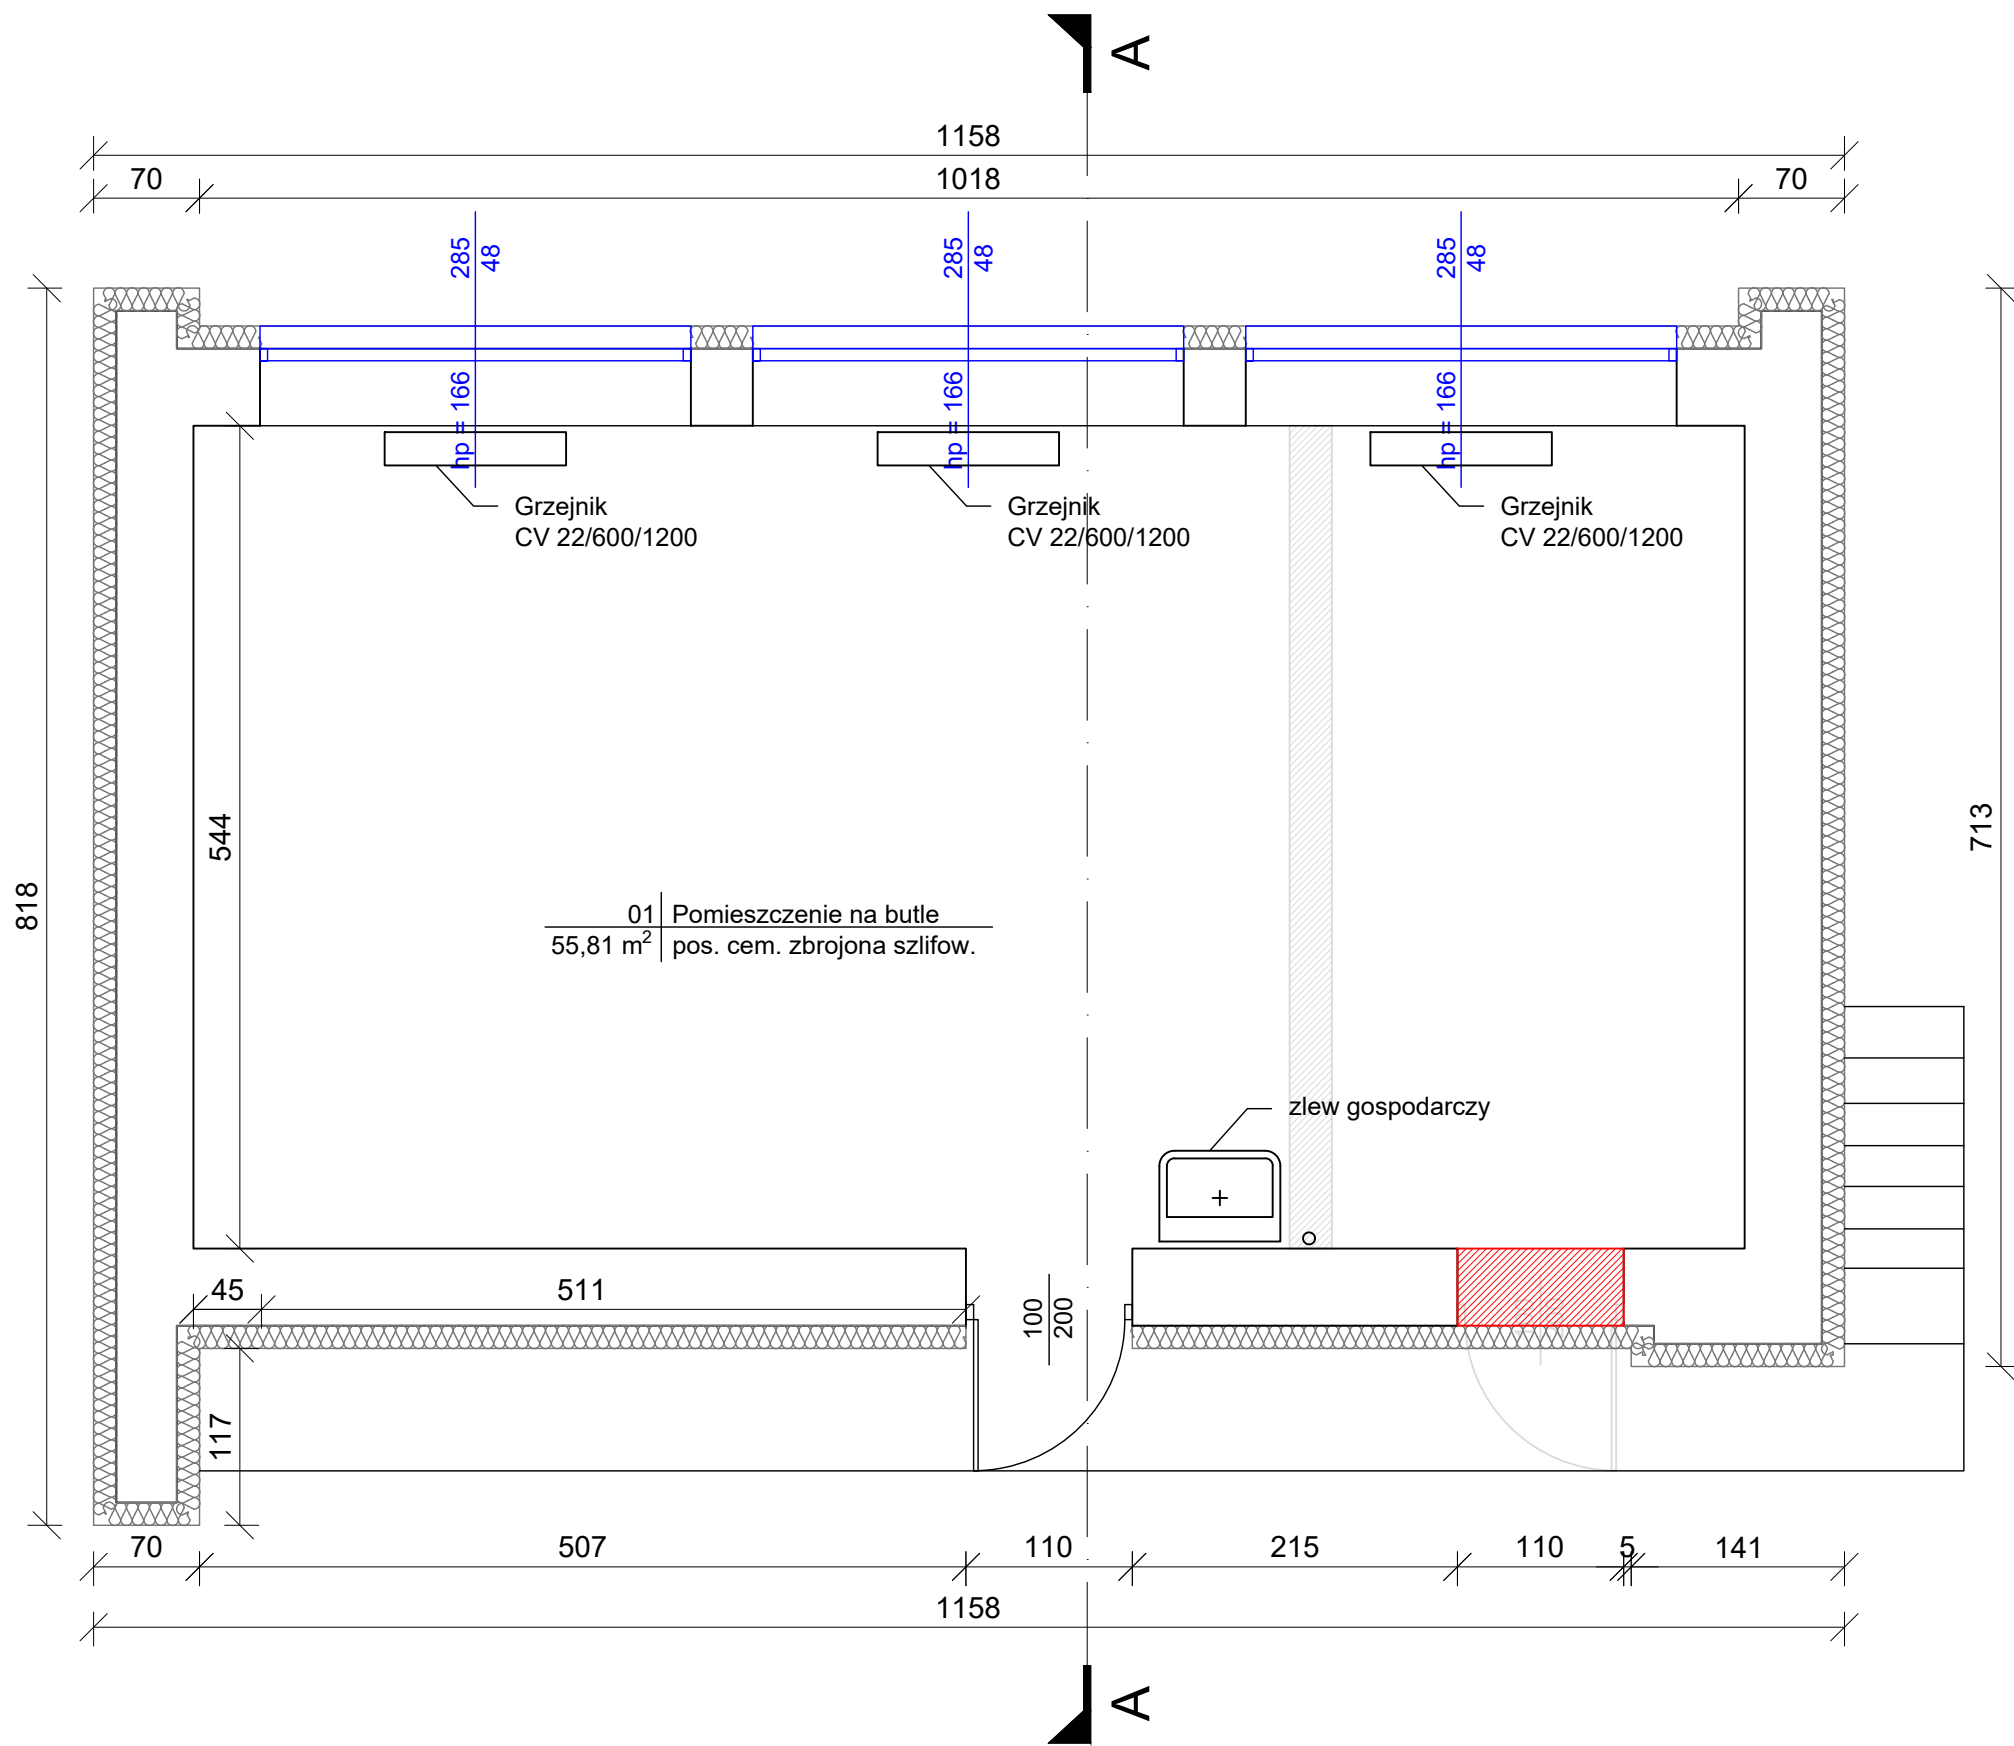 A
1158
70
1018
70
285
48
285
48
285
48
hp = 166
hp = 166
hp = 166
Grzejnik
CV 22/600/1200
Grzejnik
CV 22/600/1200
Grzejnik
CV 22/600/1200
544
818
713
01 Pomieszczenie na butle
55,81 m² pos. cem. zbrojona szlifow.
zlew gospodarczy
45
511
100
200
117
70
507
110
215
110
5
141
1158
A